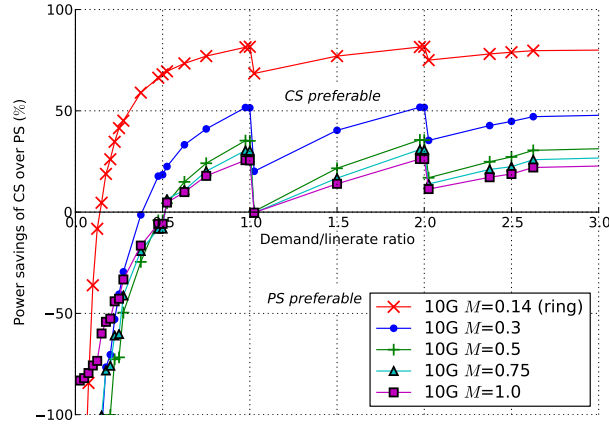 100
50
0
−50
−100
Power savings of CS over PS (%)
CS preferable
0.0
0.5
1.0
1.5
2.0
2.5
3.0
Demand/linerate ratio
PS preferable
10G M=0.14 (ring)
10G M=0.3
10G M=0.5
10G M=0.75
10G M=1.0